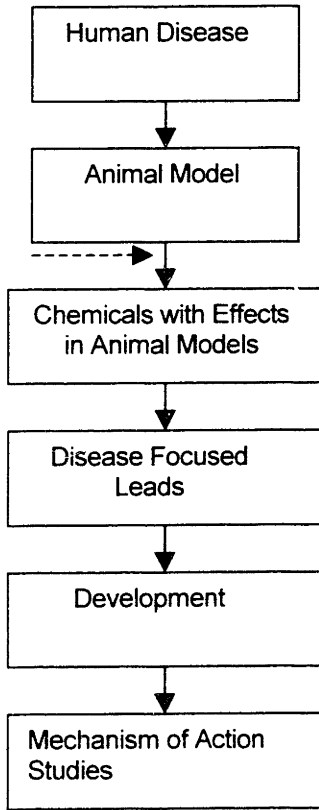 Human Disease
Animal Model
Chemicals with Effects
in Animal Models
Disease Focused
Leads
Development
Mechanism of Action
Studies